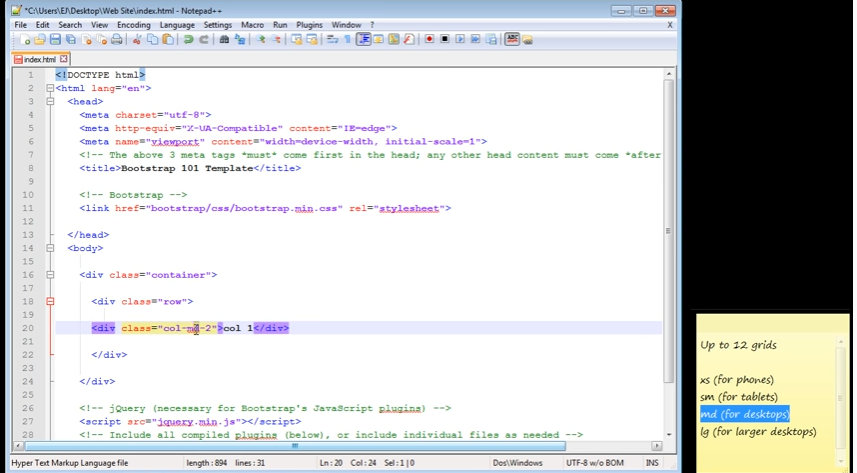 *C:\Users\EJ\Desktop\Web Site\index.html - Notepad++
File Edit Search View Encoding Language Settings Macro Run Plugins Window ? X
index.html
1 <!DOCTYPE html>
2 <html lang="en">
3 <head>
4 <meta charset="utf-8">
5 <meta http-equiv="X-UA-Compatible" content="IE=edge">
6 <meta name="viewport" content="width=device-width, initial-scale=1">
7 <!-- The above 3 meta tags *must* come first in the head; any other head content must come *after
8 <title>Bootstrap 101 Template</title>
9
10 <!-- Bootstrap -->
11 <link href="bootstrap/css/bootstrap.min.css" rel="stylesheet">
12
13 </head>
14 <body>
15
16 <div class="container">
17
18 <div class="row">
19
20 <div class="col-md-2">col 1</div>
21
22 </div>
23
24 </div>
25
26 <!-- jQuery (necessary for Bootstrap's JavaScript plugins) -->
27 <script src="jquery.min.js"></script>
28 <!-- Include all compiled plugins (below), or include individual files as needed -->
Hyper Text Markup Language file length : 894 lines : 31 Ln : 20 Col : 24 Sel : 1 | 0 Dos\Windows UTF-8 w/o BOM INS
Up to 12 grids
xs (for phones)
sm (for tablets)
md (for desktops)
lg (for larger desktops)